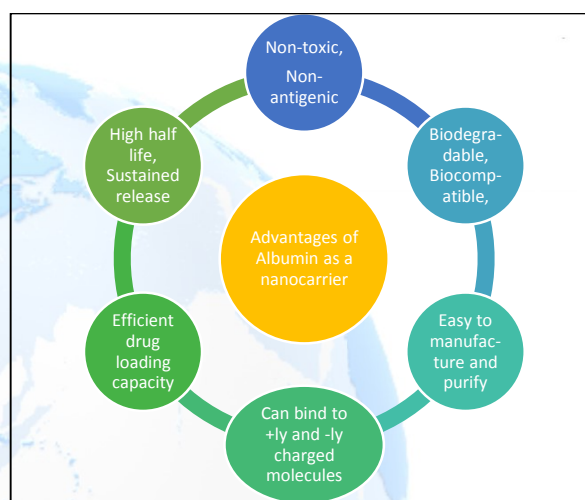 Non-toxic,
Non-
antigenic
Biodegra-
dable,
Biocomp-
atible,
Easy to
manufac-
ture and
purify
Can bind to
+ly and -ly
charged
molecules
Efficient
drug
loading
capacity
High half
life,
Sustained
release
Advantages of
Albumin as a
nanocarrier